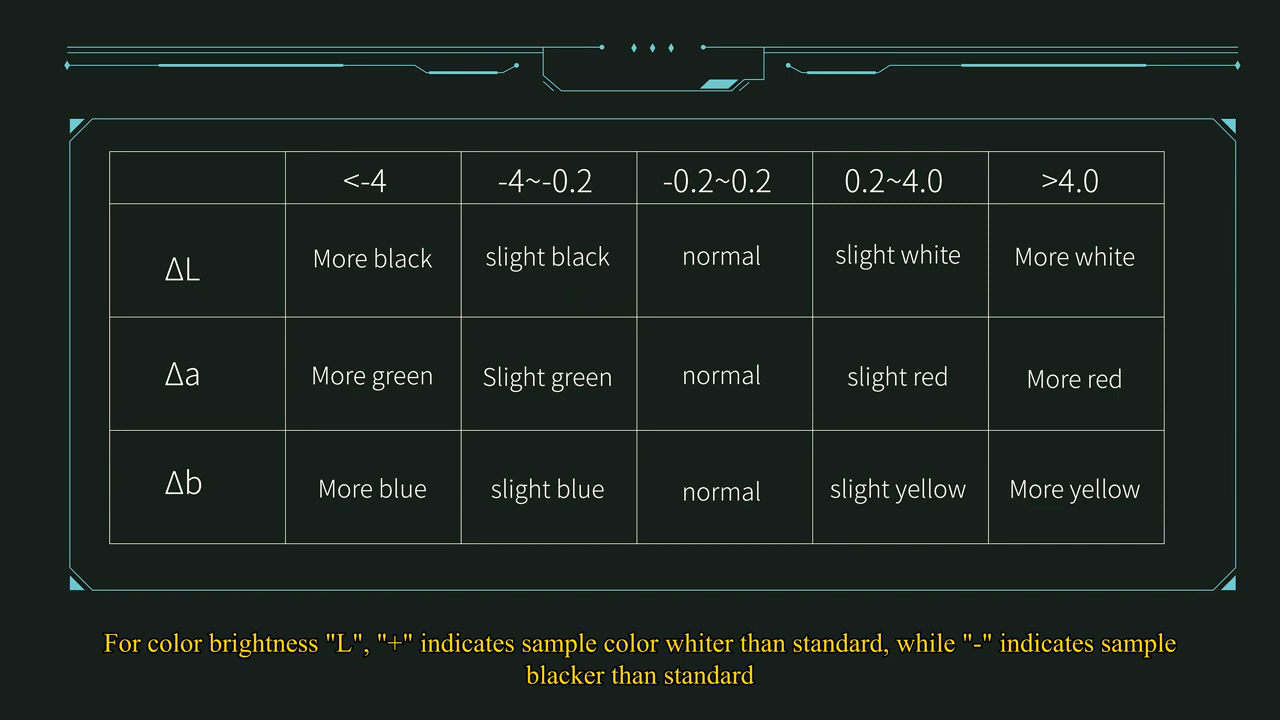 <-4 -4~-0.2 -0.2~0.2 0.2~4.0 >4.0
ΔL More black slight black normal slight white More white
Δa More green Slight green normal slight red More red
Δb More blue slight blue normal slight yellow More yellow
For color brightness "L", "+" indicates sample color whiter than standard, while "-" indicates sample
blacker than standard